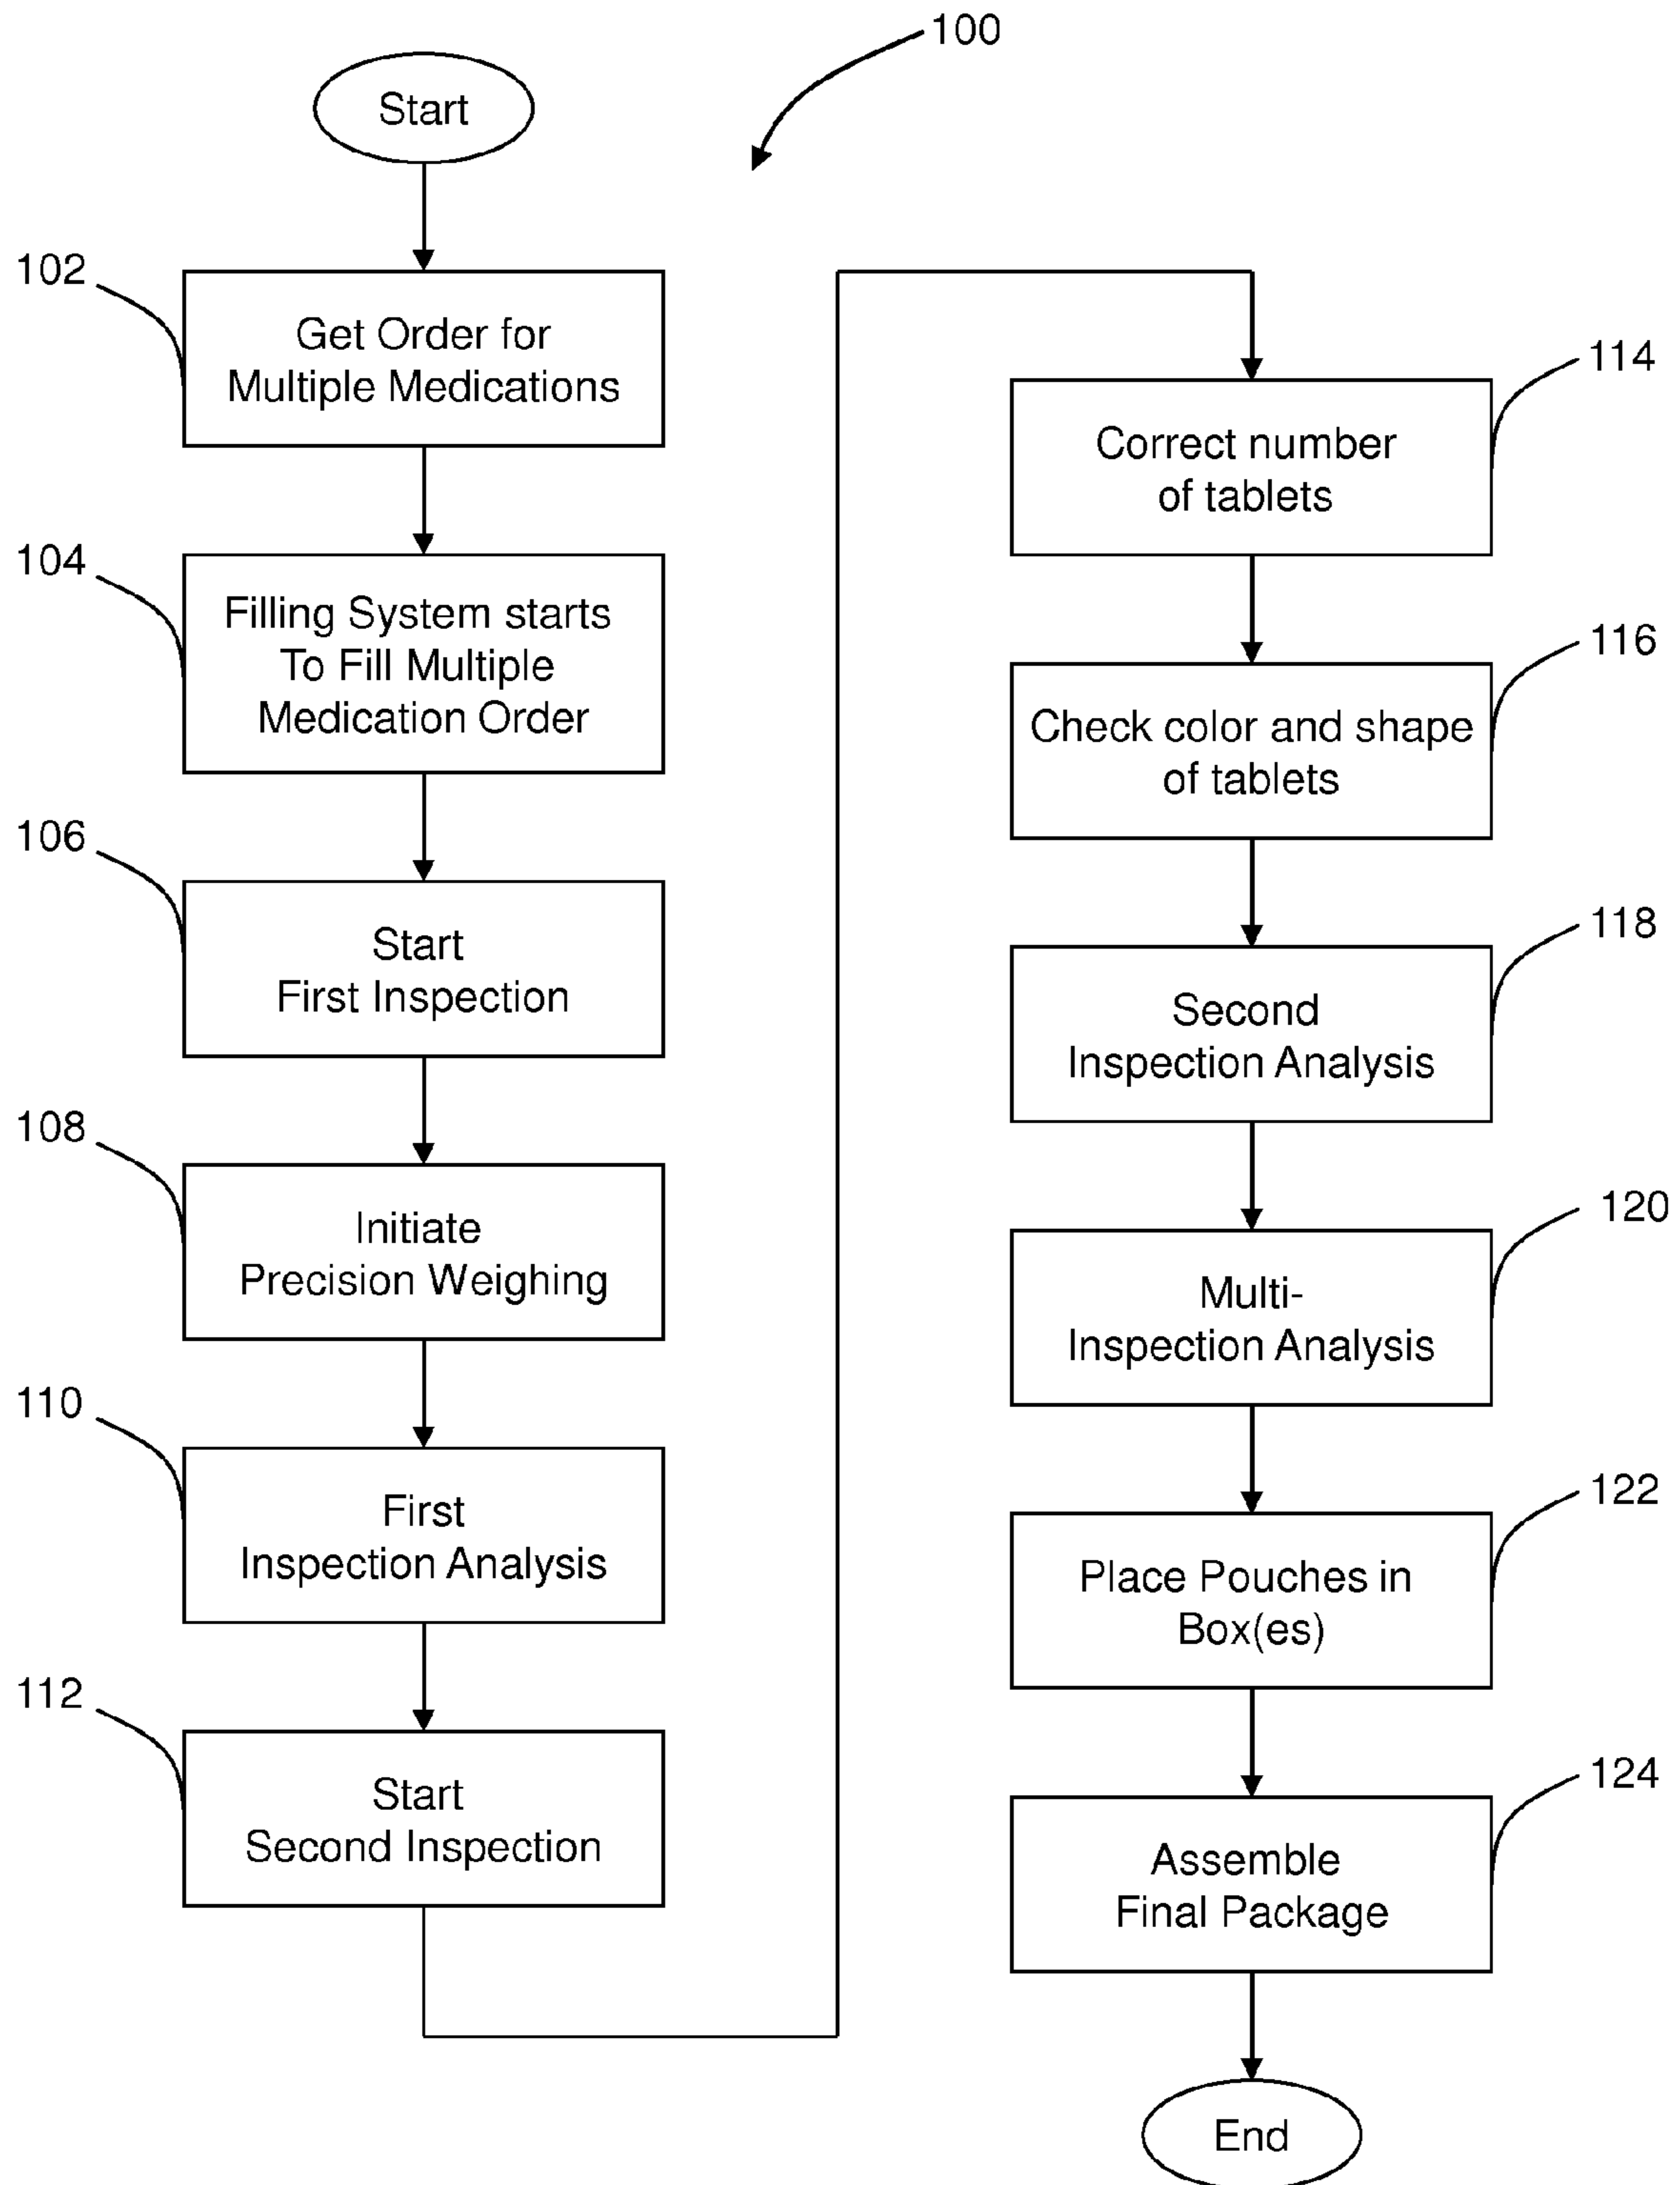 100
Start
102
Get Order for
Multiple Medications
104
Filling System starts
To Fill Multiple
Medication Order
106
Start
First Inspection
108
Initiate
Precision Weighing
110
First
Inspection Analysis
112
Start
Second Inspection
114
Correct number
of tablets
116
Check color and shape
of tablets
118
Second
Inspection Analysis
120
Multi-
Inspection Analysis
122
Place Pouches in
Box(es)
124
Assemble
Final Package
End